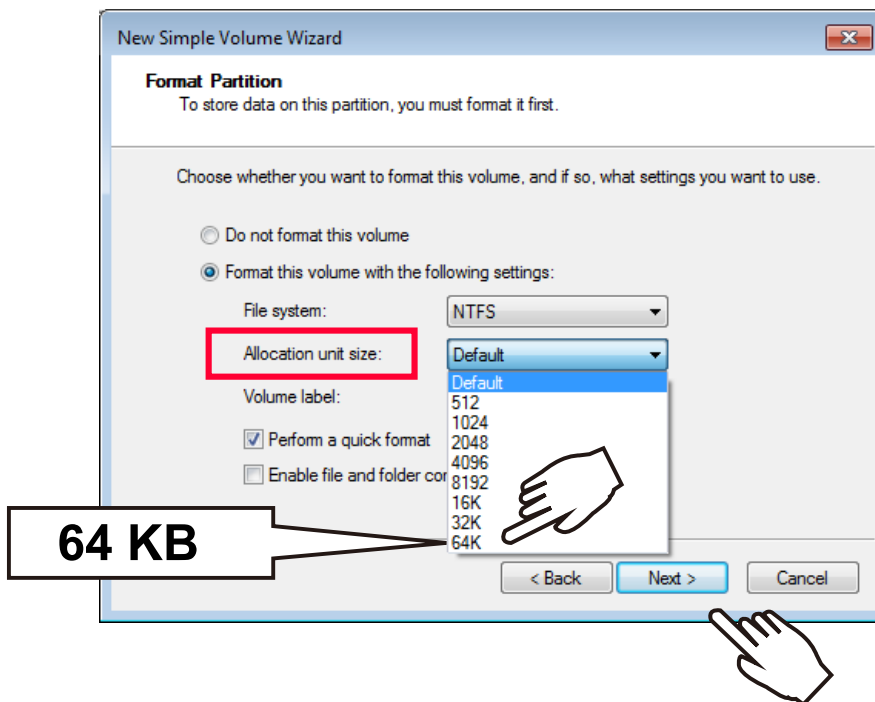 New Simple Volume Wizard
Format Partition
To store data on this partition, you must format it first.
Choose whether you want to format this volume, and if so, what settings you want to use.
Do not format this volume
Format this volume with the following settings:
File system: NTFS
Allocation unit size: Default
Default
Volume label:
512
1024
Perform a quick format
2048
4096
Enable file and folder cor
8192
16K
32K
64 KB
64K
< Back Next > Cancel